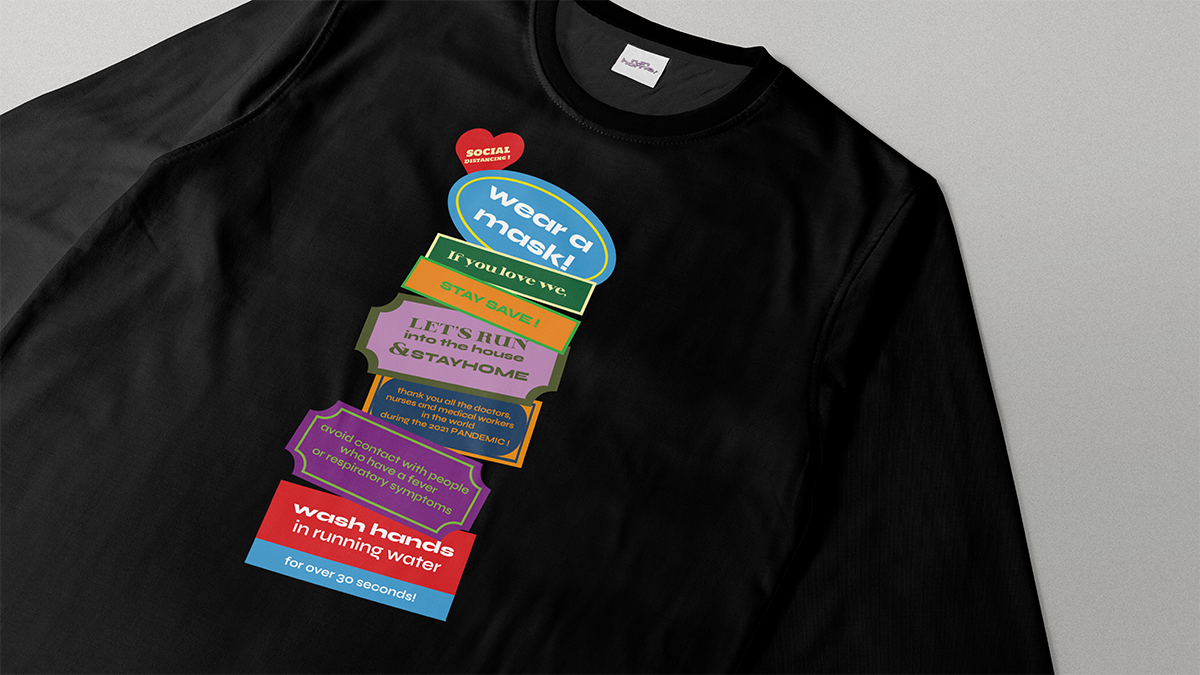 SOCIAL
DISTANCING !
wear a
mask!
If you love we,
STAY SAVE !
LET'S RUN
into the house
& STAYHOME
thank you all the doctors,
nurses and medical workers
in the world
during the 2021 PANDEMIC !
avoid contact with people
who have a fever
or respiratory symptoms
wash hands
in running water
for over 30 seconds!